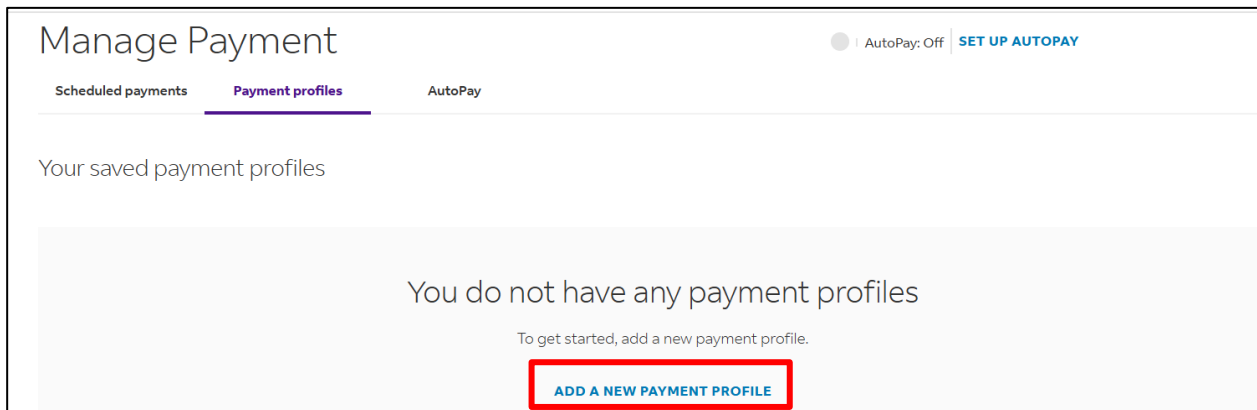 Manage Payment
AutoPay: Off SET UP AUTOPAY
Scheduled payments Payment profiles AutoPay
Your saved payment profiles
You do not have any payment profiles
To get started, add a new payment profile.
ADD A NEW PAYMENT PROFILE